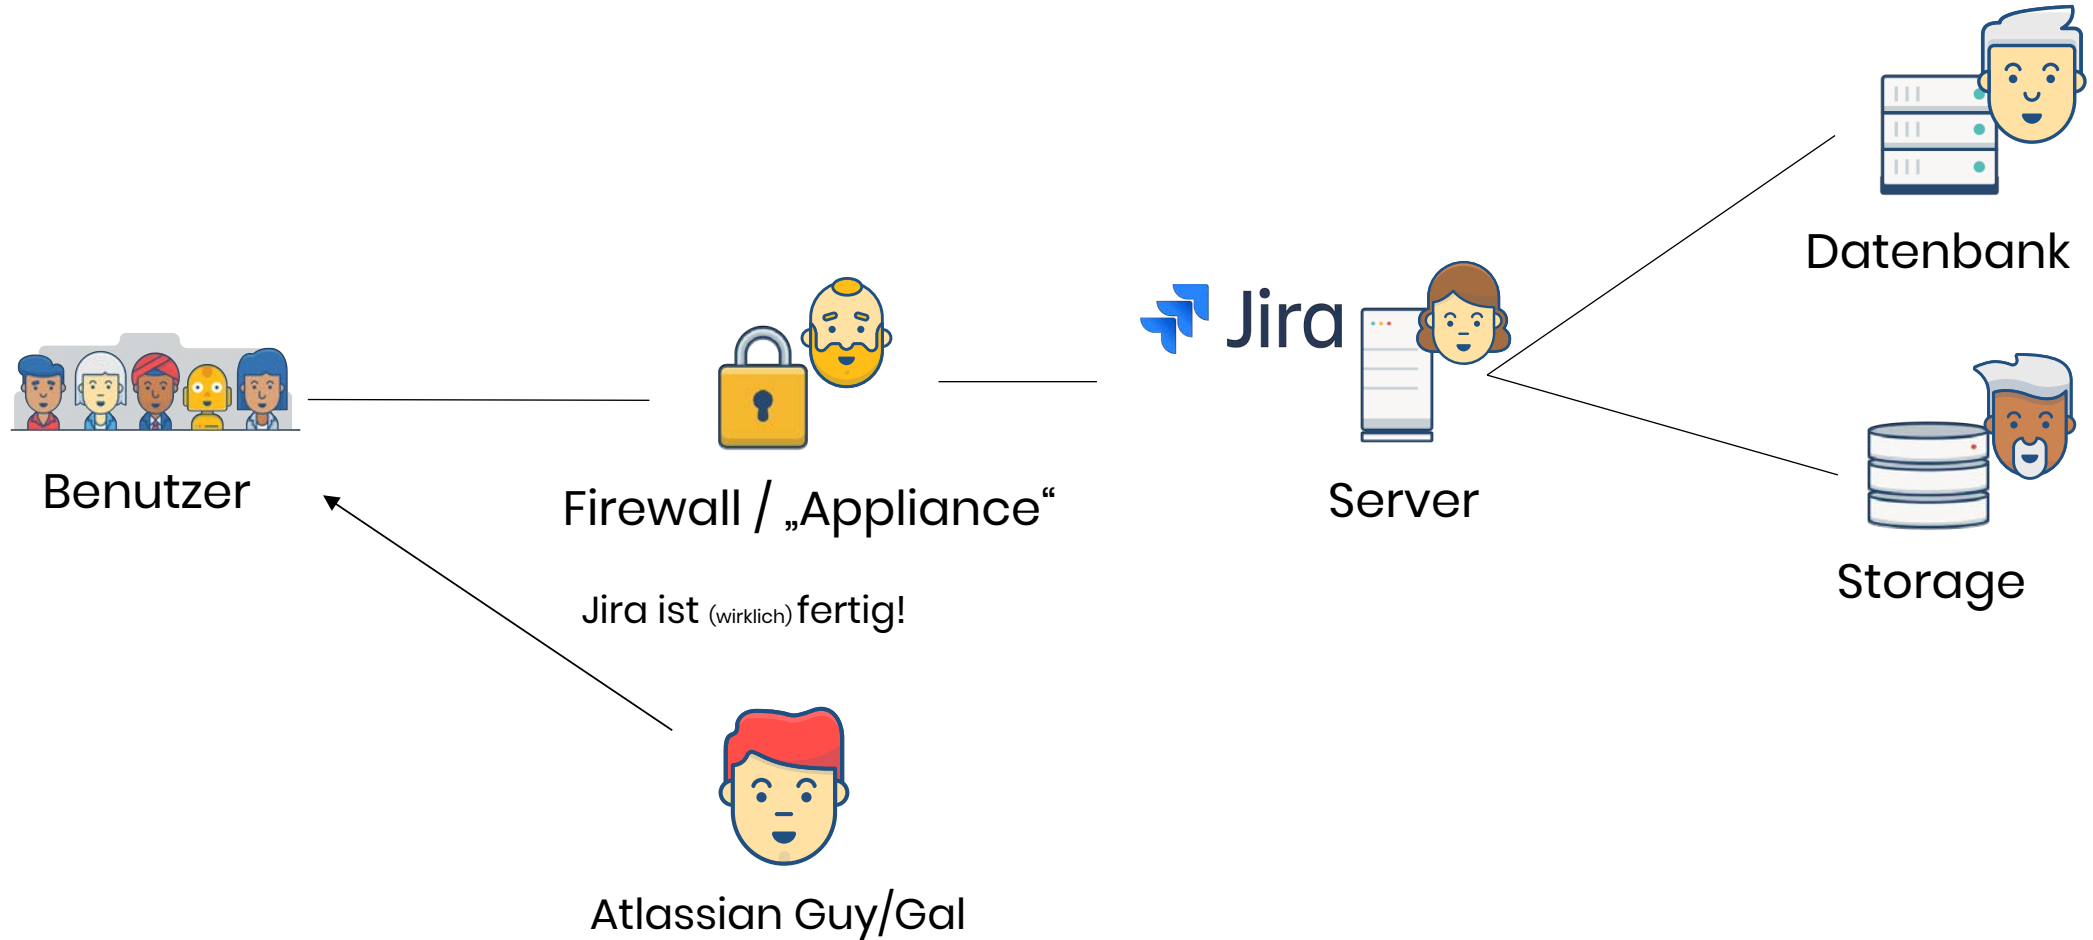 Datenbank
Jira
Benutzer
Firewall / „Appliance“
Server
Storage
Jira ist (wirklich) fertig!
Atlassian Guy/Gal